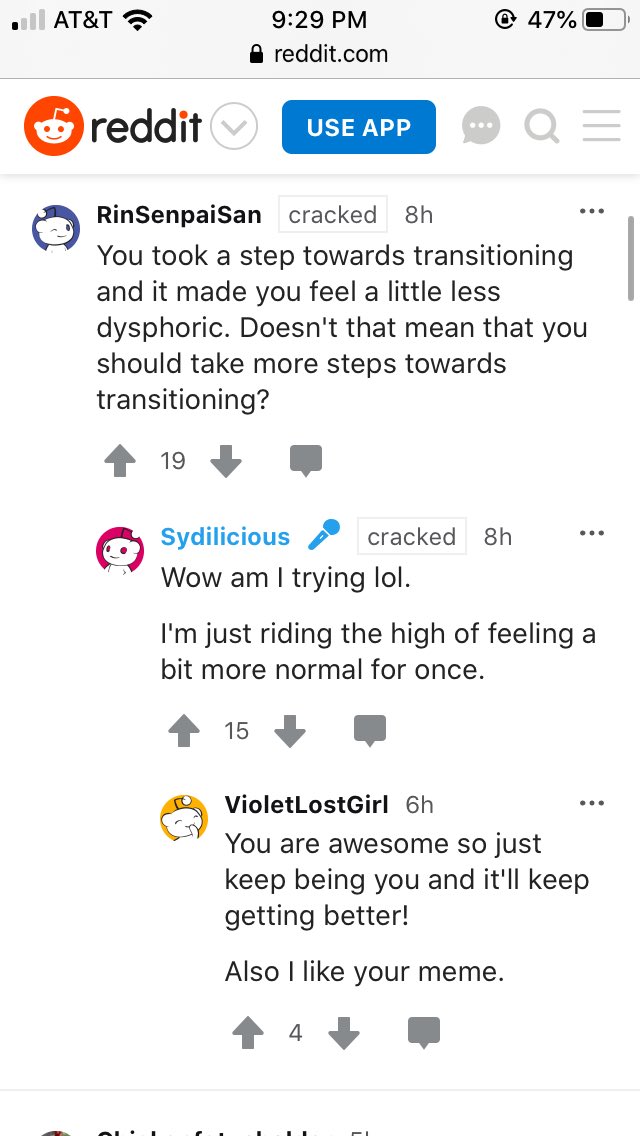 AT&T 9:29 PM 47%
reddit.com
reddit USE APP
RinSenpaiSan cracked 8h
You took a step towards transitioning
and it made you feel a little less
dysphoric. Doesn't that mean that you
should take more steps towards
transitioning?
19
Sydilicious cracked 8h
Wow am I trying lol.
I'm just riding the high of feeling a
bit more normal for once.
15
VioletLostGirl 6h
You are awesome so just
keep being you and it'll keep
getting better!
Also I like your meme.
4